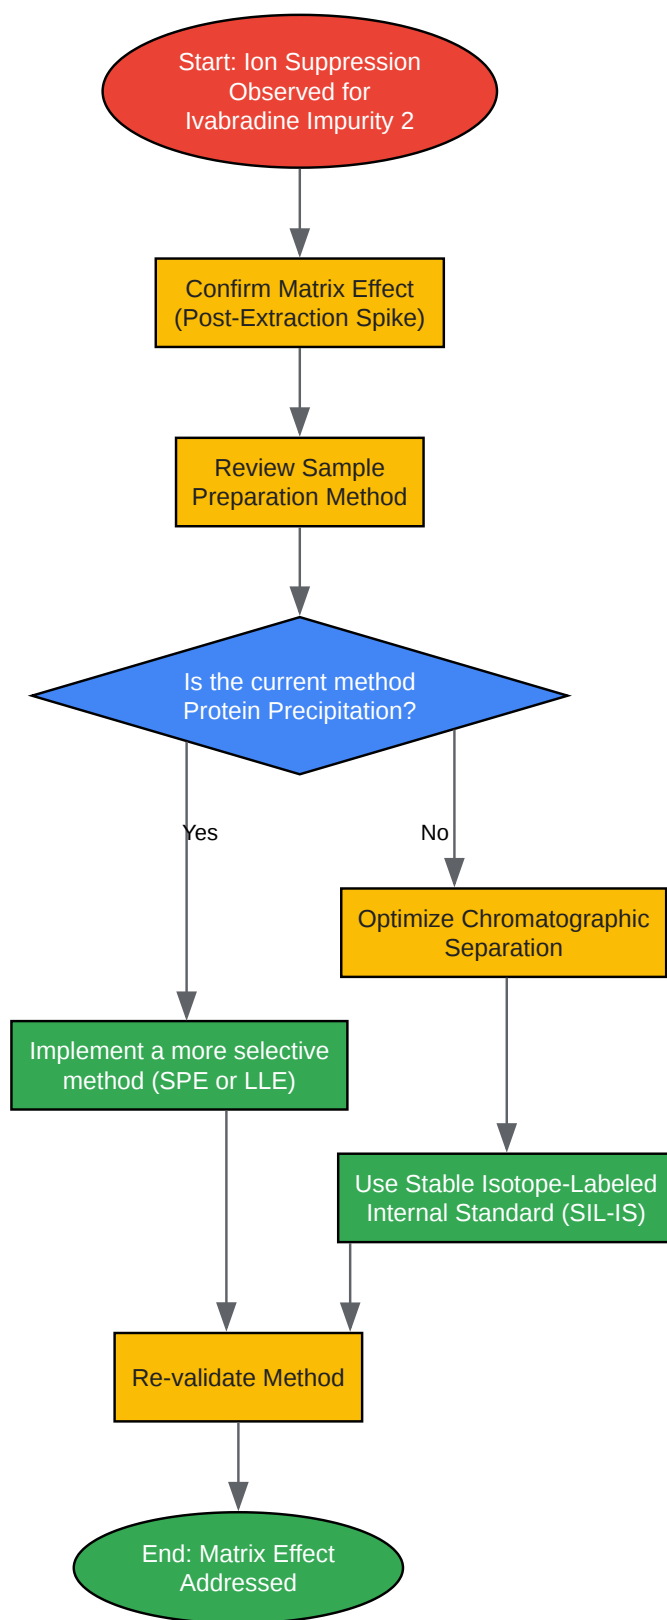 Start: Ion Suppression
Observed for
Ivabradine Impurity 2
Confirm Matrix Effect
(Post-Extraction Spike)
Review Sample
Preparation Method
Is the current method
Protein Precipitation?
Yes
No
Optimize Chromatographic
Separation
Implement a more selective
method (SPE or LLE)
Use Stable Isotope-Labeled
Internal Standard (SIL-IS)
Re-validate Method
End: Matrix Effect
Addressed